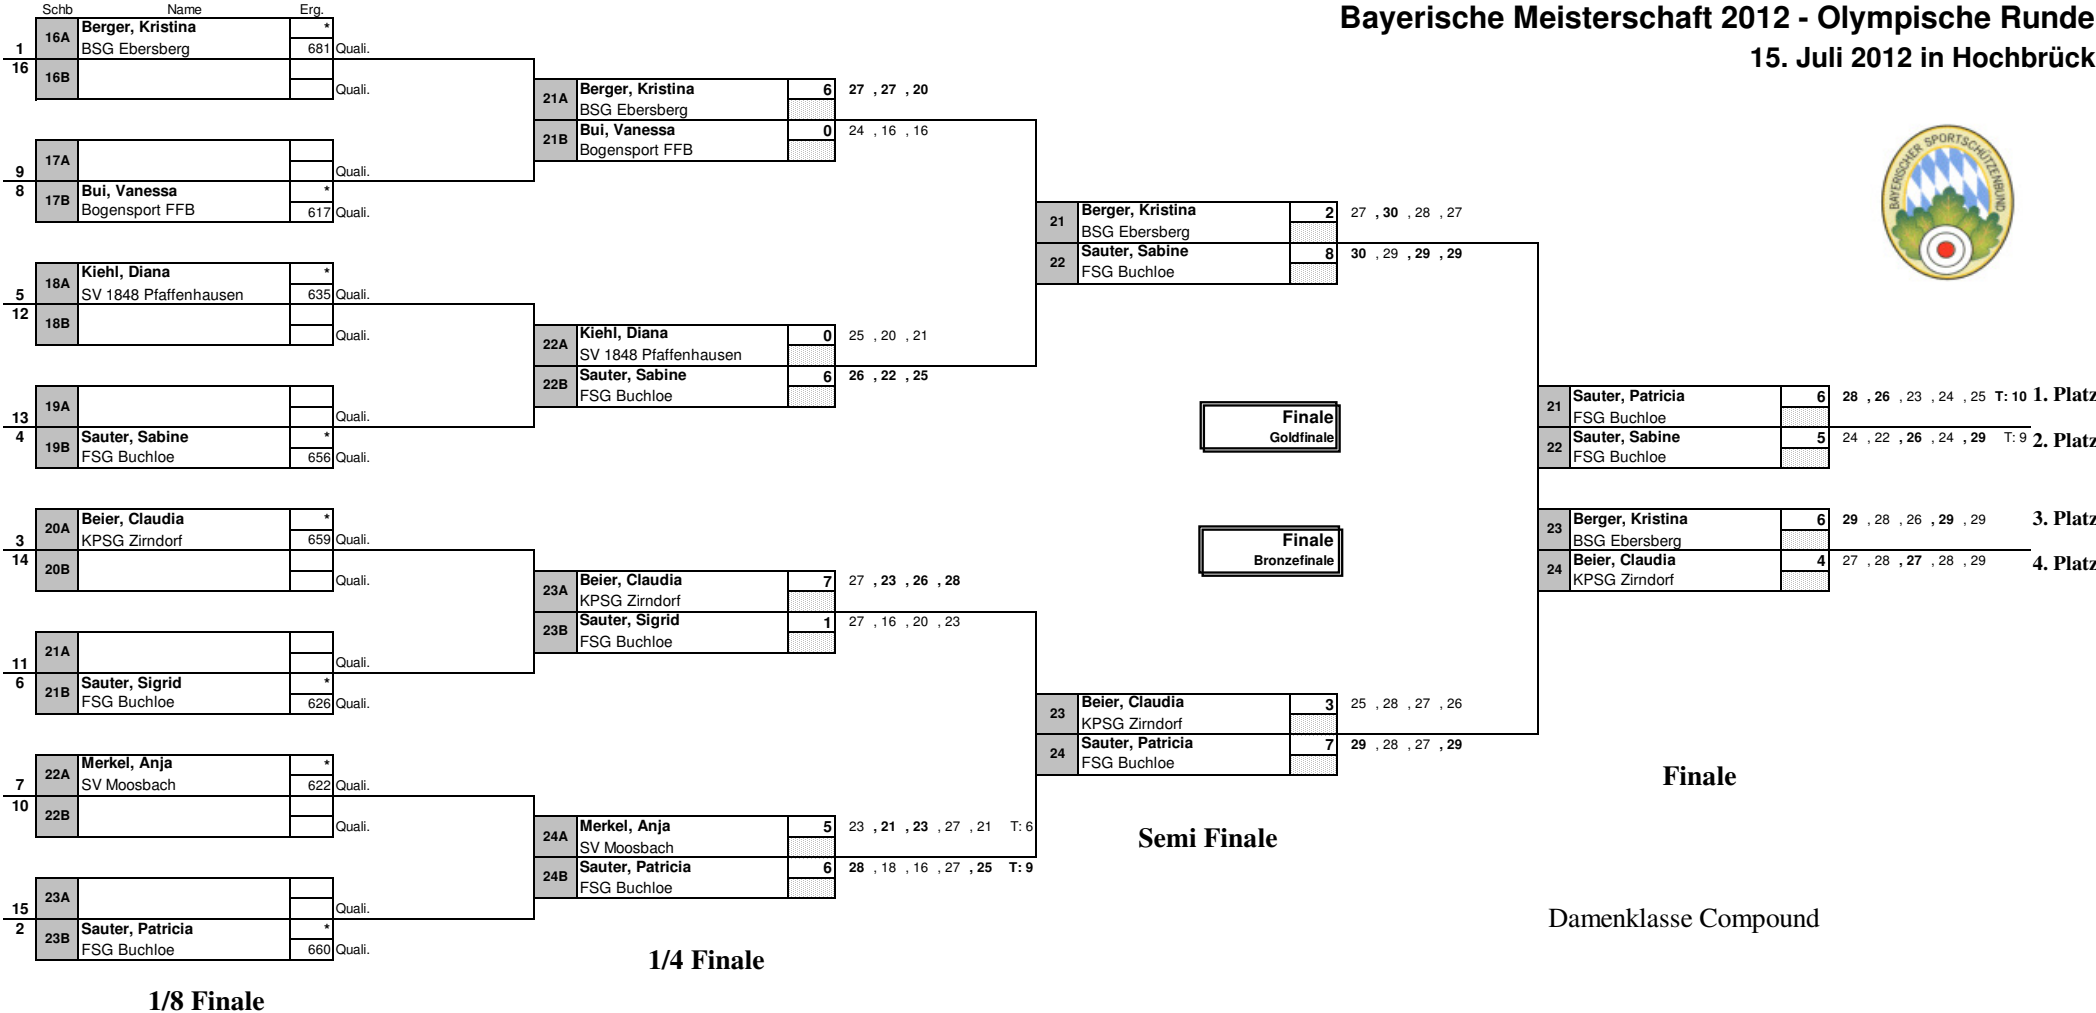 Bayerische Meisterschaft 2012 - Olympische Runde
15. Juli 2012 in Hochbrück
BAYERISCHER SPORTSCHÜTZENBUND
Schb Name Erg.
1 16A Berger, Kristina *
BSG Ebersberg 681 Quali.
16 16B
Quali.
9 17A
Quali.
8 17B Bui, Vanessa *
Bogensport FFB 617 Quali.
5 18A Kiehl, Diana *
SV 1848 Pfaffenhausen 635 Quali.
12 18B
Quali.
13 19A
Quali.
4 19B Sauter, Sabine *
FSG Buchloe 656 Quali.
3 20A Beier, Claudia *
KPSG Zirndorf 659 Quali.
14 20B
Quali.
11 21A
Quali.
6 21B Sauter, Sigrid *
FSG Buchloe 626 Quali.
7 22A Merkel, Anja *
SV Moosbach 622 Quali.
10 22B
Quali.
15 23A
Quali.
2 23B Sauter, Patricia *
FSG Buchloe 660 Quali.
1/8 Finale
21A Berger, Kristina 6 27 , 27 , 20
BSG Ebersberg
21B Bui, Vanessa 0 24 , 16 , 16
Bogensport FFB
22A Kiehl, Diana 0 25 , 20 , 21
SV 1848 Pfaffenhausen
22B Sauter, Sabine 6 26 , 22 , 25
FSG Buchloe
23A Beier, Claudia 7 27 , 23 , 26 , 28
KPSG Zirndorf
23B Sauter, Sigrid 1 27 , 16 , 20 , 23
FSG Buchloe
24A Merkel, Anja 5 23 , 21 , 23 , 27 , 21 T: 6
SV Moosbach
24B Sauter, Patricia 6 28 , 18 , 16 , 27 , 25 T: 9
FSG Buchloe
1/4 Finale
21 Berger, Kristina 2 27 , 30 , 28 , 27
BSG Ebersberg
22 Sauter, Sabine 8 30 , 29 , 29 , 29
FSG Buchloe
Finale
Goldfinale
Finale
Bronzefinale
23 Beier, Claudia 3 25 , 28 , 27 , 26
KPSG Zirndorf
24 Sauter, Patricia 7 29 , 28 , 27 , 29
FSG Buchloe
Semi Finale
21 Sauter, Patricia 6 28 , 26 , 23 , 24 , 25 T: 10 1. Platz
FSG Buchloe
22 Sauter, Sabine 5 24 , 22 , 26 , 24 , 29 T: 9 2. Platz
FSG Buchloe
23 Berger, Kristina 6 29 , 28 , 26 , 29 , 29 3. Platz
BSG Ebersberg
24 Beier, Claudia 4 27 , 28 , 27 , 28 , 29 4. Platz
KPSG Zirndorf
Finale
Damenklasse Compound